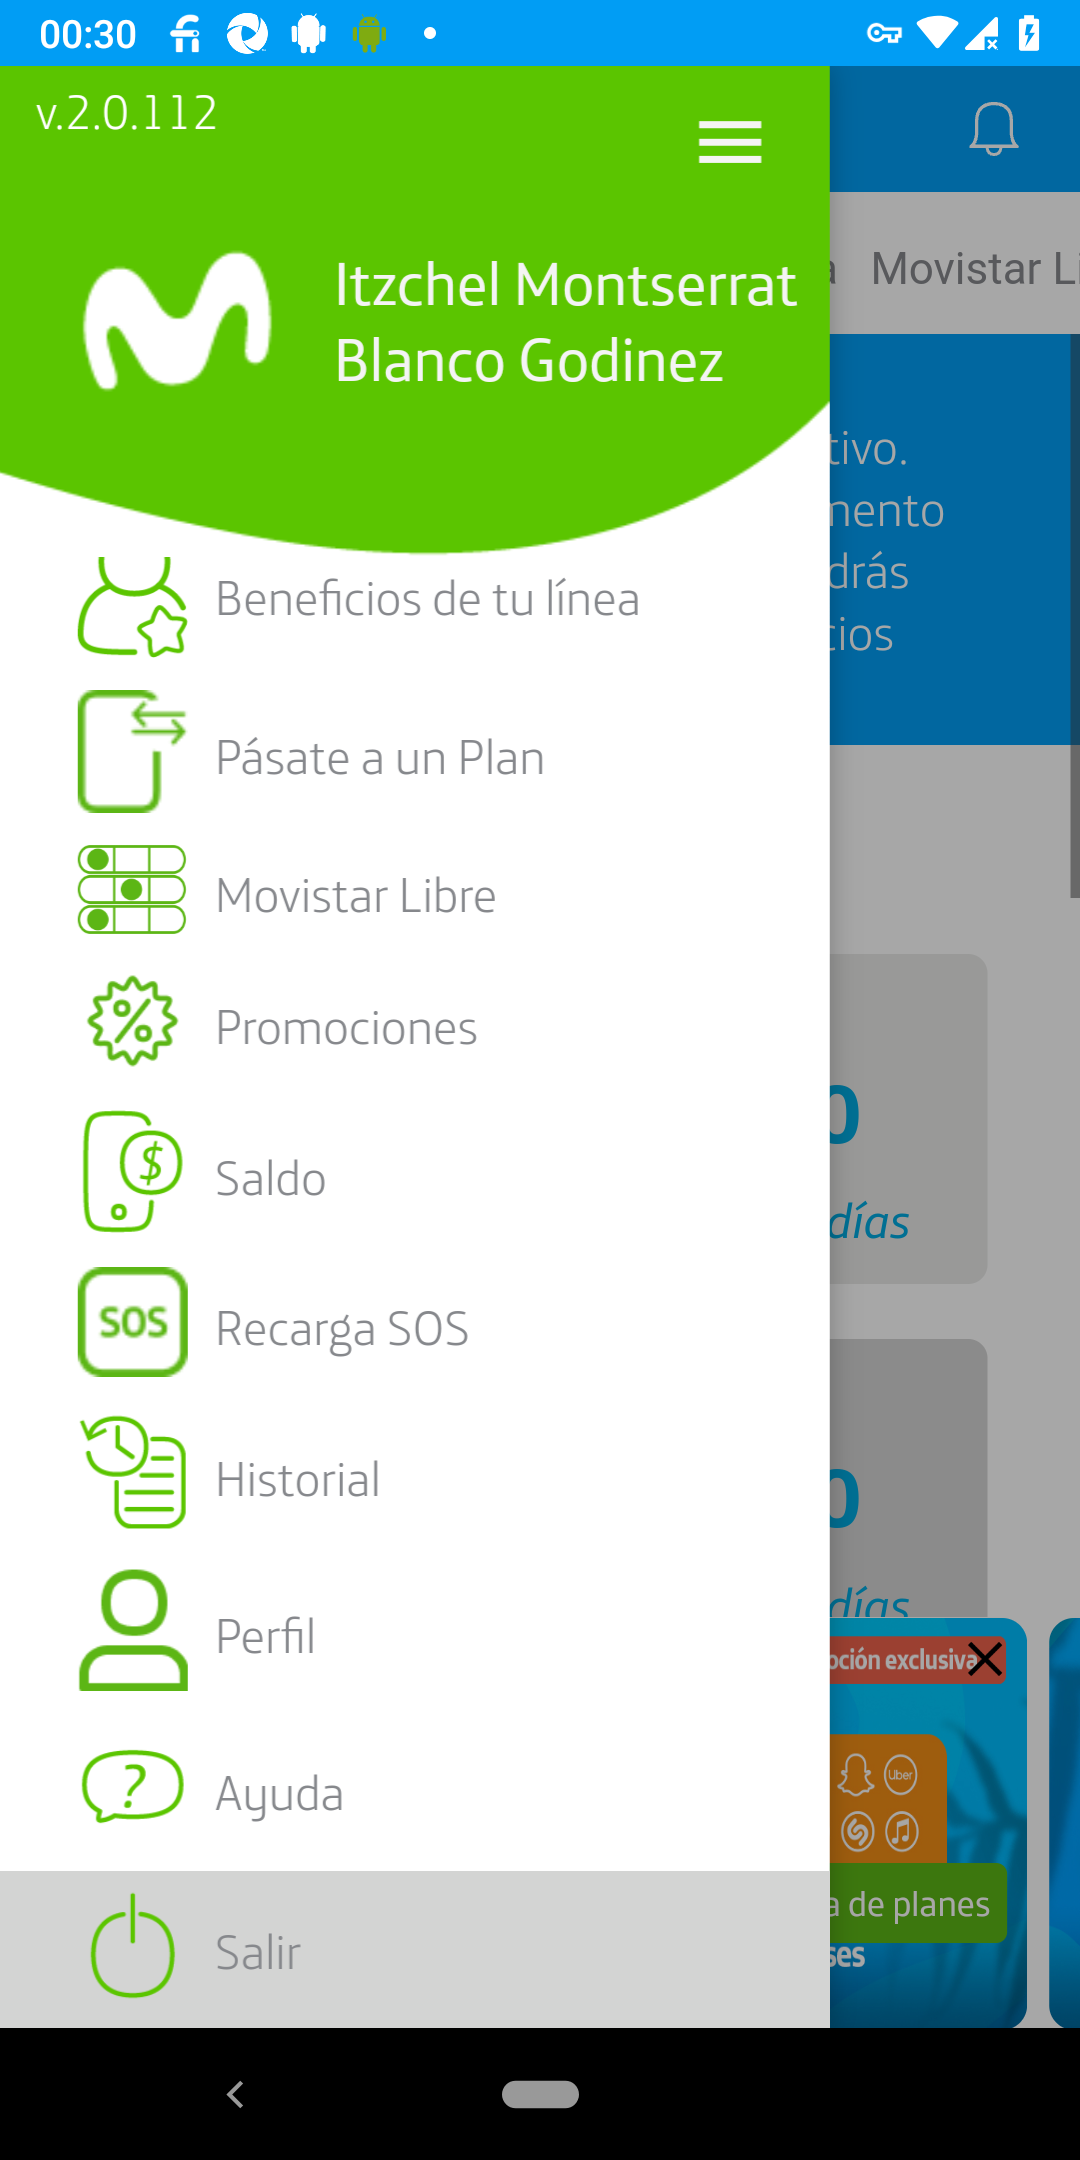 00:30
v.2.0.112
Itzchel Montserrat
Blanco Godinez
Movistar Li
tivo.
mento
drás
cios
Beneficios de tu línea
Pásate a un Plan
Movistar Libre
Promociones
$
Saldo
SOS
Recarga SOS
Historial
Perfil
?
Ayuda
Salir
0
días
0
días
oción exclusiva
Uber
a de planes
ses